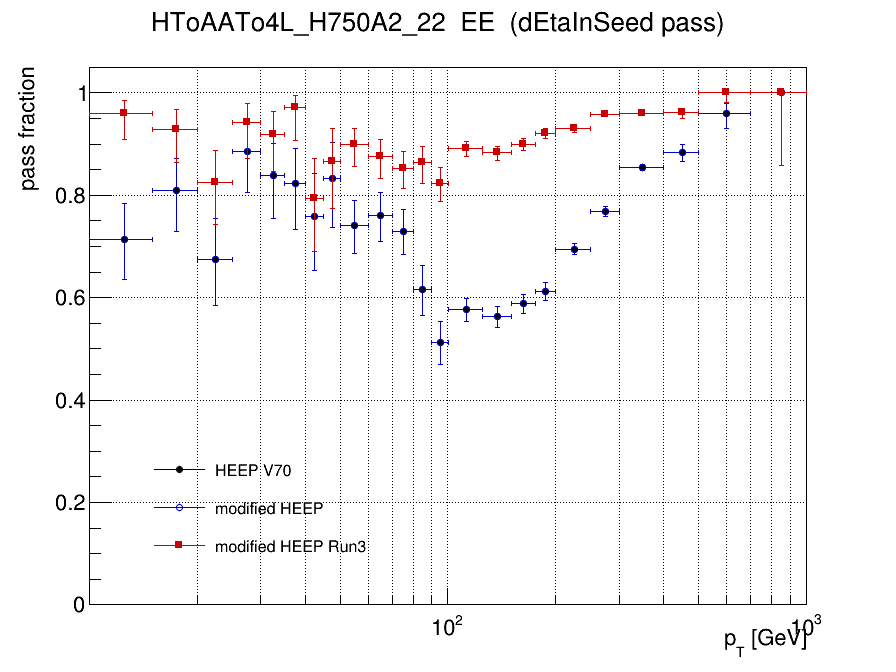 HToAATo4L_H750A2_22 EE (dEtaInSeed pass)
pass fraction
1
0.8
0.6
0.4
0.2
0
HEEP V70
modified HEEP
modified HEEP Run3
10²
10³
p_T [GeV]